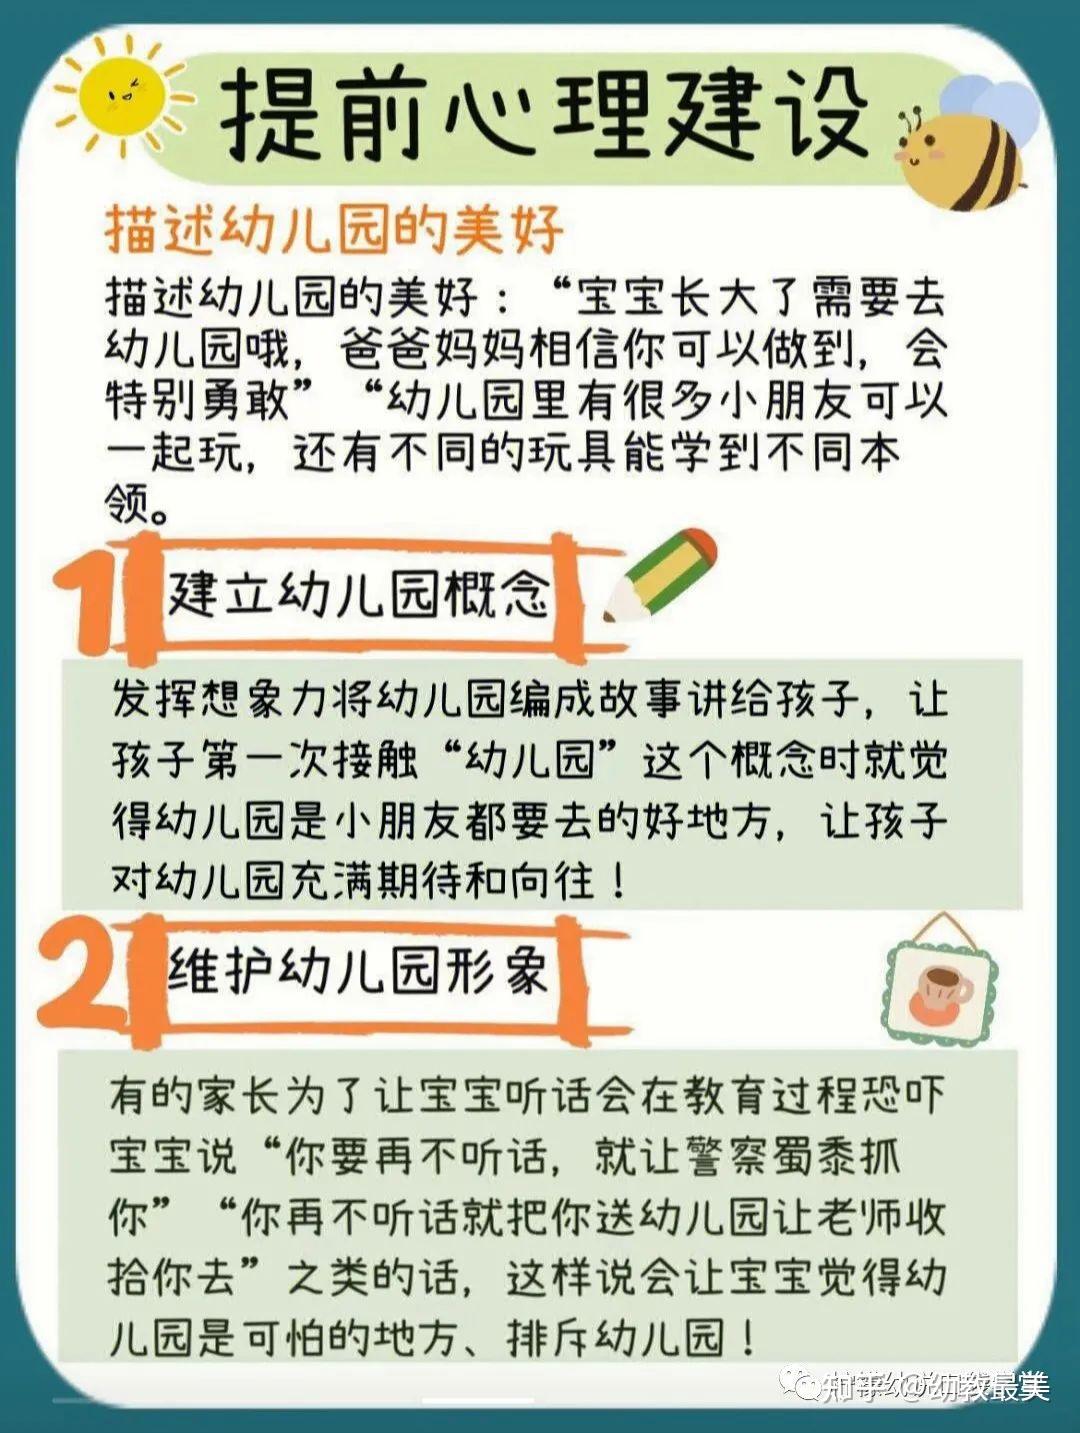 提前心理建设
描述幼儿园的美好
描述幼儿园的美好：“宝宝长大了需要去
幼儿园哦，爸爸妈妈相信你可以做到，会
特别勇敢”“幼儿园里有很多小朋友可以
一起玩，还有不同的玩具能学到不同本
领。
1 建立幼儿园概念
发挥想象力将幼儿园编成故事讲给孩子，让
孩子第一次接触“幼儿园”这个概念时就觉
得幼儿园是小朋友都要去的好地方，让孩子
对幼儿园充满期待和向往！
2 维护幼儿园形象
有的家长为了让宝宝听话会在教育过程恐吓
宝宝说“你要再不听话，就让警察蜀黍抓
你”“你再不听话就把你送幼儿园让老师收
拾你去”之类的话，这样说会让宝宝觉得幼
儿园是可怕的地方、排斥幼儿园！
知乎 @幼教最美